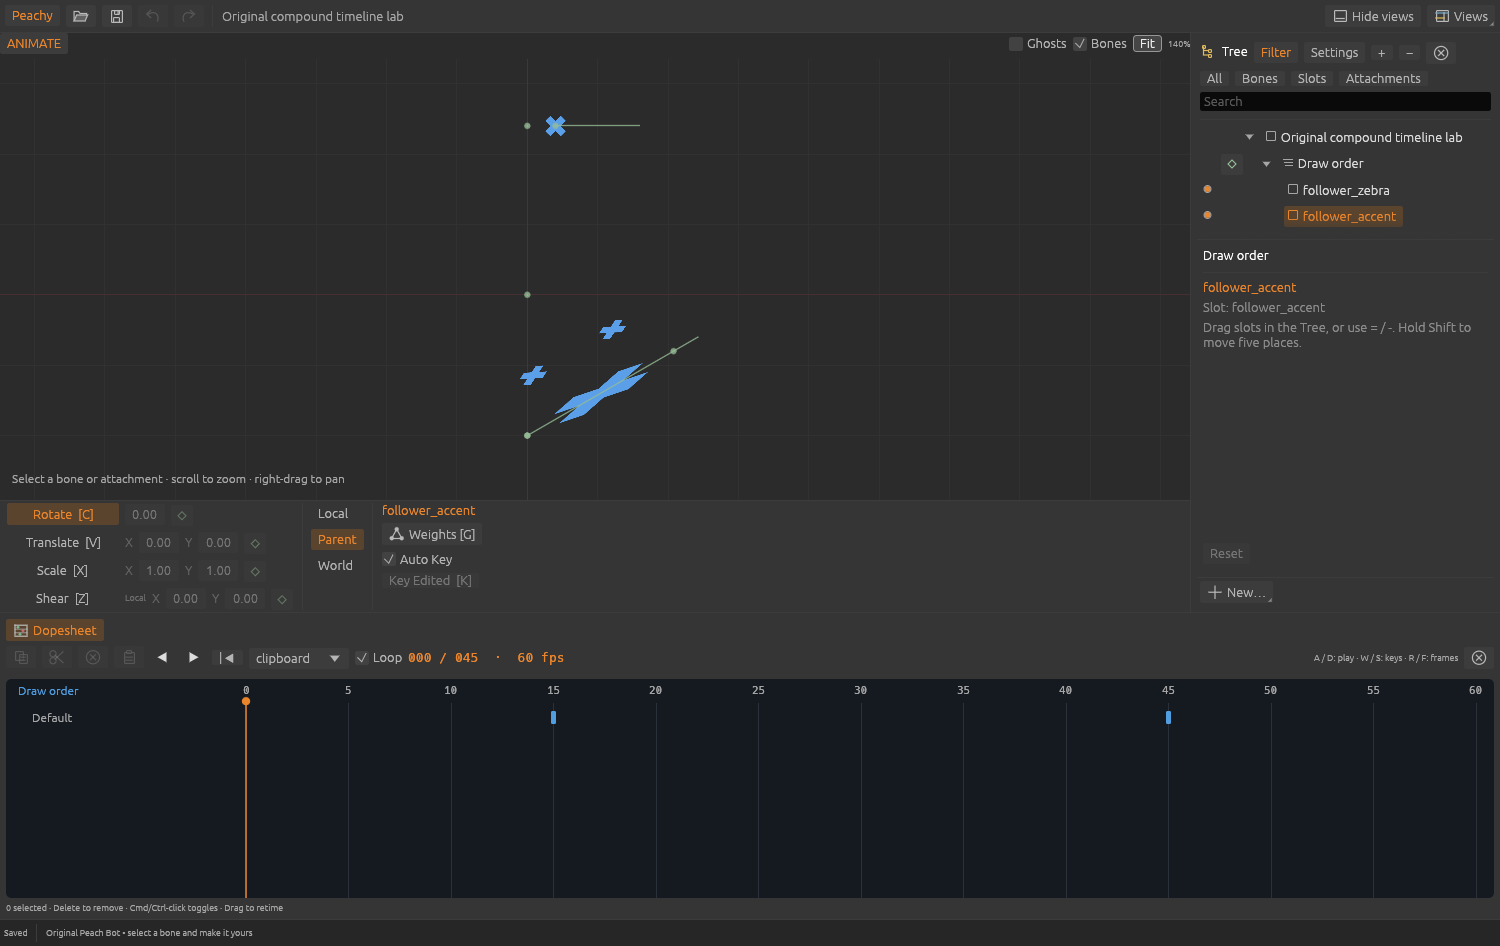 Peachy
Original compound timeline lab
Hide views
Views
ANIMATE
Ghosts
Bones
Fit
140%
Tree
Filter
Settings
+
−
All
Bones
Slots
Attachments
Search
Original compound timeline lab
Draw order
follower_zebra
follower_accent
Draw order
follower_accent
Slot: follower_accent
Drag slots in the Tree, or use = / -. Hold Shift to
move five places.
Reset
+ New...
Select a bone or attachment · scroll to zoom · right-drag to pan
Rotate [C]
0.00
Translate [V]
X 0.00 Y 0.00
Scale [X]
X 1.00 Y 1.00
Shear [Z]
Local X 0.00 Y 0.00
Local
Parent
World
follower_accent
Weights [G]
Auto Key
Key Edited [K]
Dopesheet
clipboard
Loop
000 / 045 · 60 fps
A / D: play · W / S: keys · R / F: frames
Draw order
0 5 10 15 20 25 30 35 40 45 50 55 60
Default
0 selected · Delete to remove · Cmd/Ctrl-click toggles · Drag to retime
Saved
Original Peach Bot • select a bone and make it yours